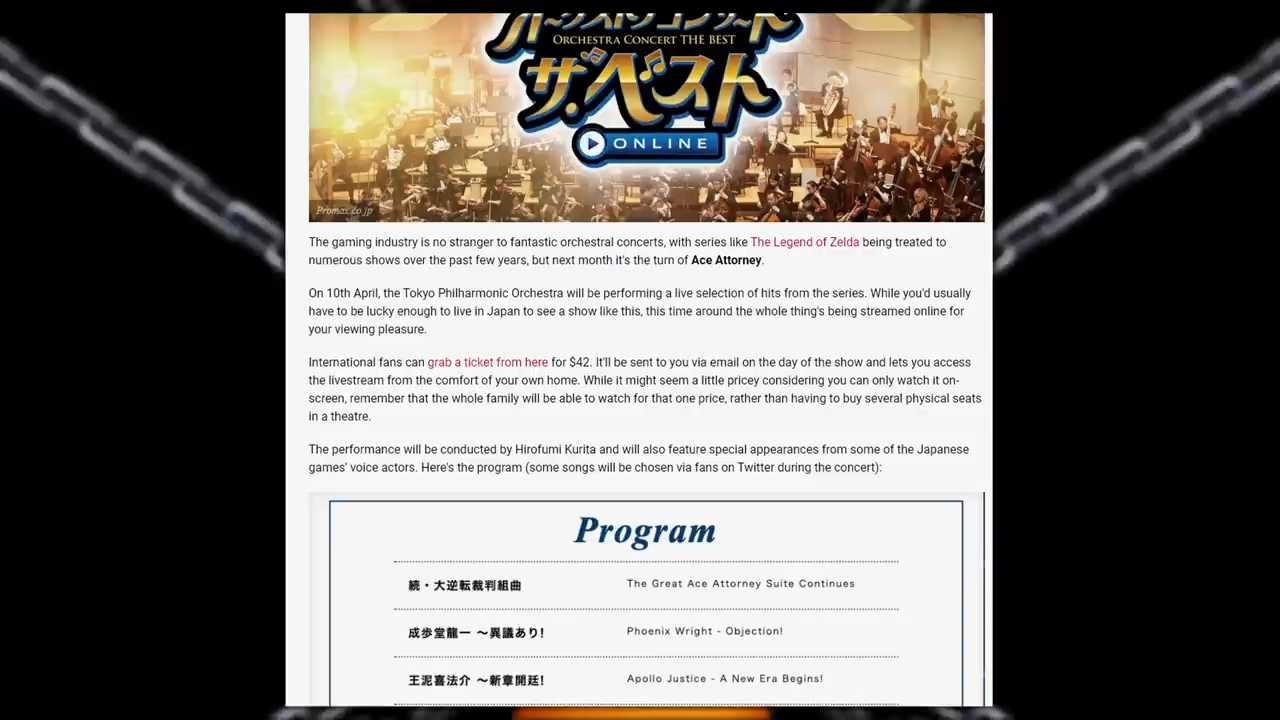 オーケストラコンサート
ORCHESTRA CONCERT THE BEST
ザ・ベスト
ONLINE
Promax.co.jp
The gaming industry is no stranger to fantastic orchestral concerts, with series like The Legend of Zelda being treated to
numerous shows over the past few years, but next month it's the turn of Ace Attorney.
On 10th April, the Tokyo Philharmonic Orchestra will be performing a live selection of hits from the series. While you'd usually
have to be lucky enough to live in Japan to see a show like this, this time around the whole thing's being streamed online for
your viewing pleasure.
International fans can grab a ticket from here for $42. It'll be sent to you via email on the day of the show and lets you access
the livestream from the comfort of your own home. While it might seem a little pricey considering you can only watch it on-
screen, remember that the whole family will be able to watch for that one price, rather than having to buy several physical seats
in a theatre.
The performance will be conducted by Hirofumi Kurita and will also feature special appearances from some of the Japanese
games' voice actors. Here's the program (some songs will be chosen via fans on Twitter during the concert):
Program
続・大逆転裁判組曲 The Great Ace Attorney Suite Continues
成歩堂龍一 〜異議あり! Phoenix Wright - Objection!
王泥喜法介 〜新章開廷! Apollo Justice - A New Era Begins!